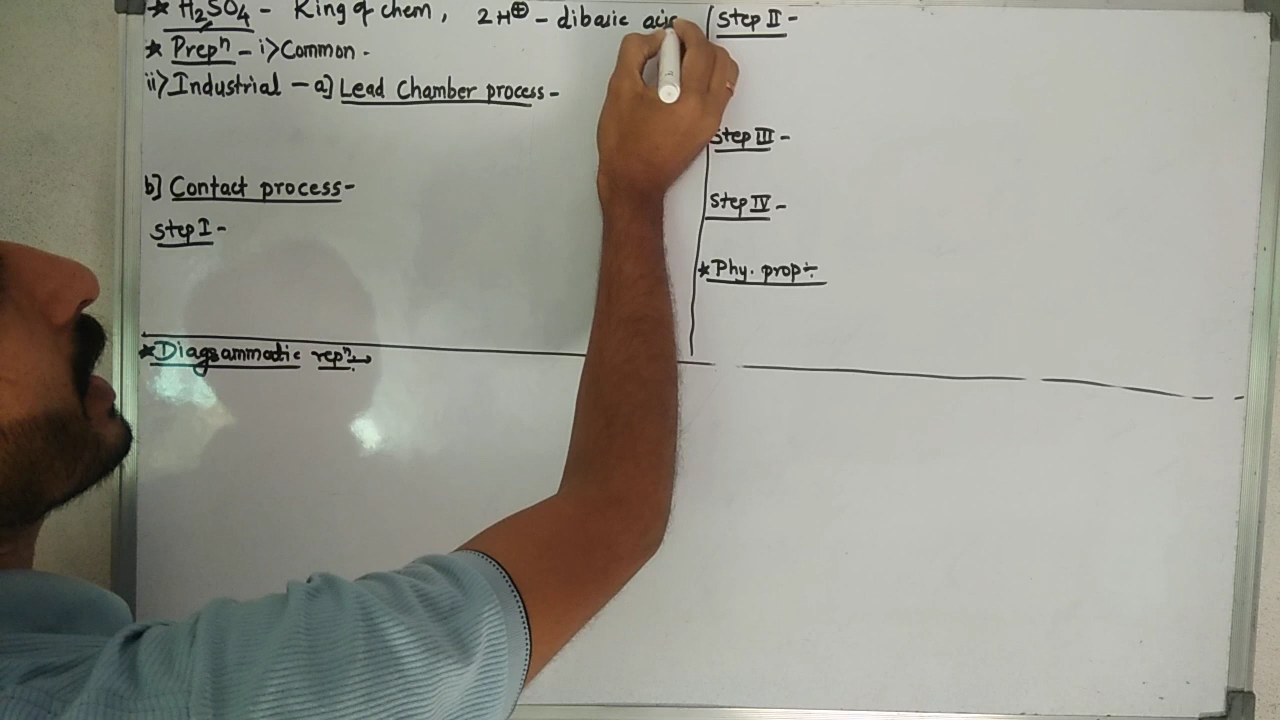 ★ H₂SO₄ - King of chem, 2H⊕ - dibasic aci
★ Prepⁿ - i> Common -
ii> Industrial - a] Lead Chamber process -
b] Contact process -
Step I -
★ Diagrammatic repⁿ. →
Step II -
Step III -
Step IV -
★ Phy. prop ÷